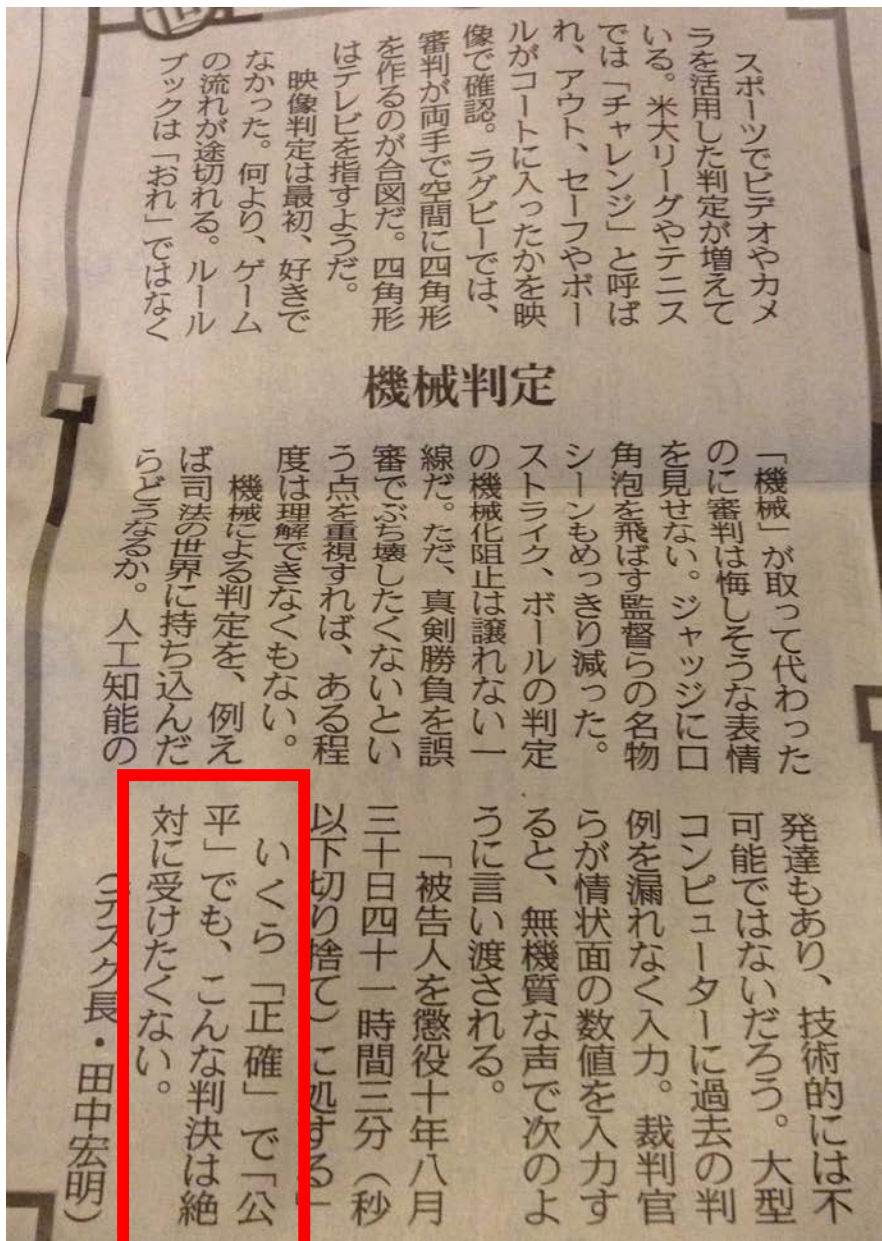 スポーツでビデオやカメ
ラを活用した判定が増えて
いる。米大リーグやテニス
では「チャレンジ」と呼ば
れ、アウト、セーフやボー
ルがコートに入ったかを映
像で確認。ラグビーでは、
審判が両手で空間に四角形
を作るのが合図だ。四角形
はテレビを指すようだ。
映像判定は最初、好きで
なかった。何より、ゲーム
の流れが途切れる。ルール
ブックは「おれ」ではなく
機械判定
「機械」が取って代わった
のに審判は悔しそうな表情
を見せない。ジャッジに口
角泡を飛ばす監督らの名物
シーンもめっきり減った。
ストライク、ボールの判定
の機械化阻止は譲れない一
線だ。ただ、真剣勝負を誤
審でぶち壊したくないとい
う点を重視すれば、ある程
度は理解できなくもない。
機械による判定を、例え
ば司法の世界に持ち込んだ
らどうなるか。人工知能の
発達もあり、技術的には不
可能ではないだろう。大型
コンピューターに過去の判
例を漏れなく入力。裁判官
らが情状面の数値を入力す
ると、無機質な声で次のよ
うに言い渡される。
「被告人を懲役十年八月
三十日四十一時間三分(秒
以下切り捨て)に処する」
いくら「正確」で「公
平」でも、こんな判決は絶
対に受けたくない。
(デスク長・田中宏明)